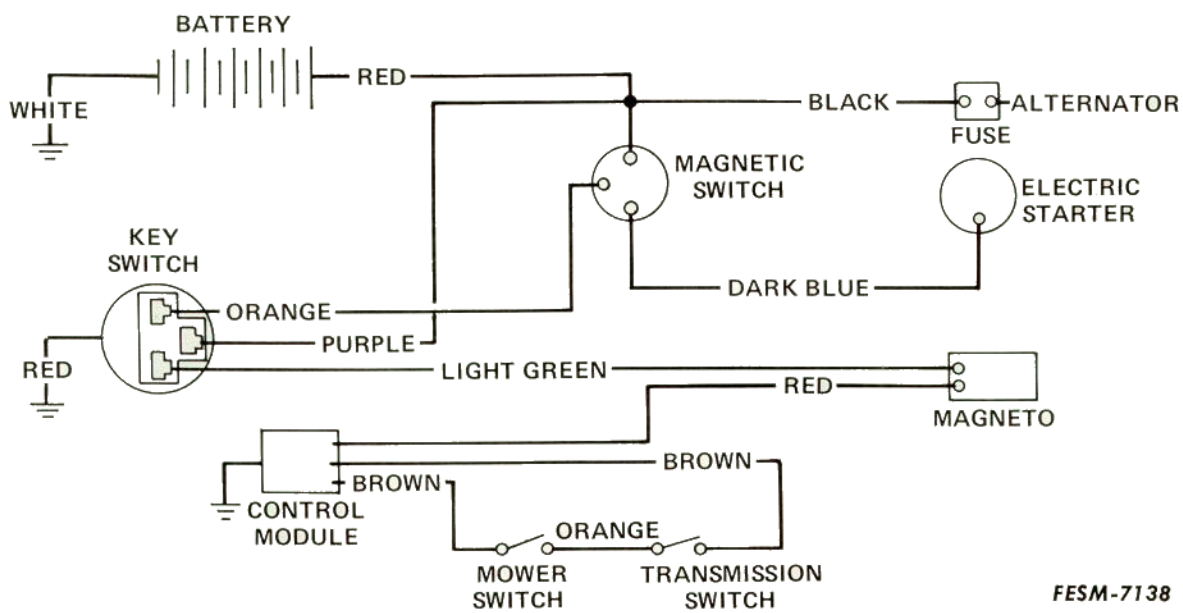 BATTERY
RED
WHITE
BLACK
ALTERNATOR
FUSE
MAGNETIC
SWITCH
ELECTRIC
STARTER
KEY
SWITCH
DARK BLUE
ORANGE
PURPLE
RED
LIGHT GREEN
RED
MAGNETO
BROWN
BROWN
CONTROL
MODULE
ORANGE
MOWER
SWITCH
TRANSMISSION
SWITCH
FESM-7138